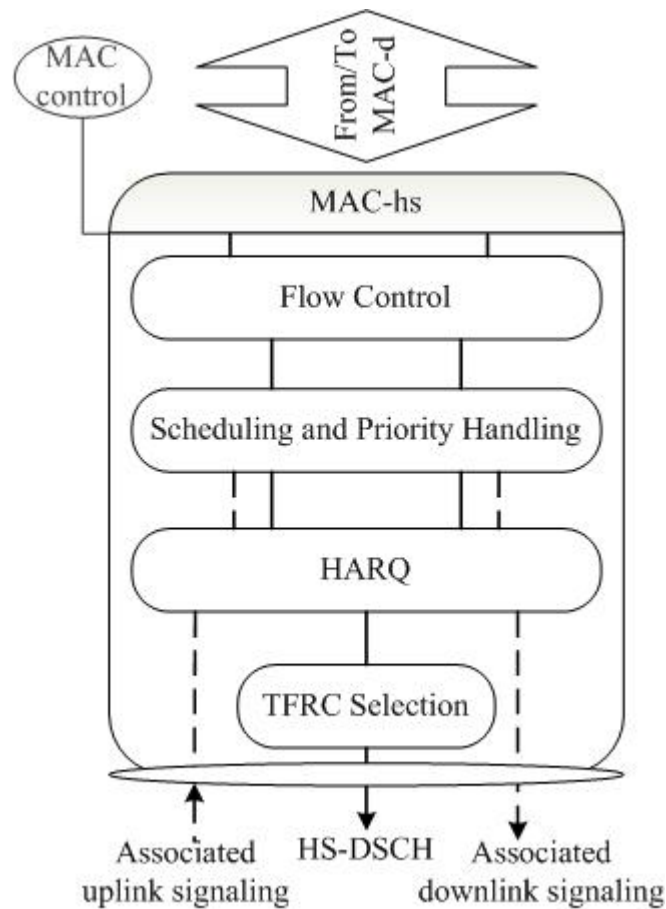 MAC
control
From/To
MAC-d
MAC-hs
Flow Control
Scheduling and Priority Handling
HARQ
TFRC Selection
Associated
uplink signaling
HS-DSCH
Associated
downlink signaling